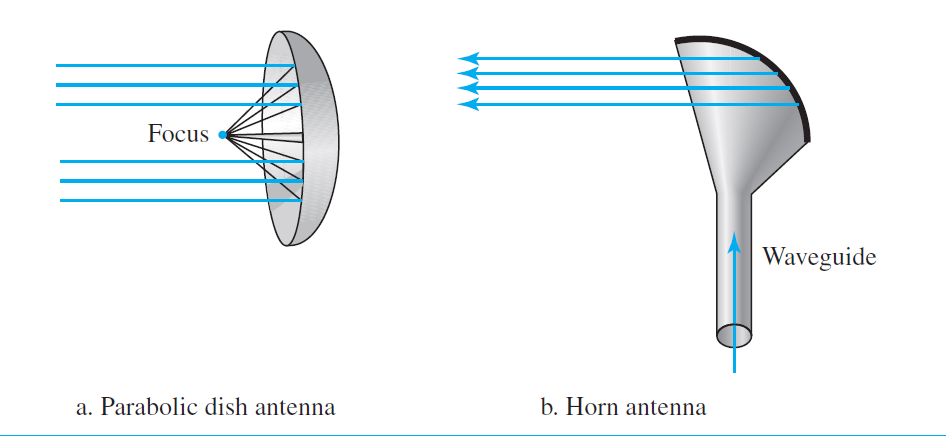 Focus
Waveguide
a. Parabolic dish antenna
b. Horn antenna